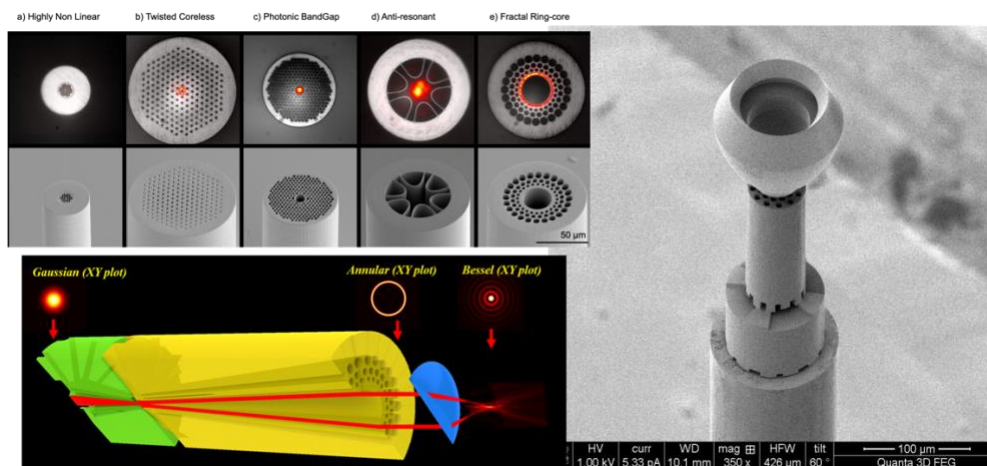 a) Highly Non Linear b) Twisted Coreless c) Photonic BandGap d) Anti-resonant e) Fractal Ring-core
50 µm
Gaussian (XY plot) Annular (XY plot) Bessel (XY plot)
HV curr WD mag ⊞ HFW tilt 100 µm
1.00 kV 5.33 pA 10.1 mm 350 x 426 µm 60° Quanta 3D FEG